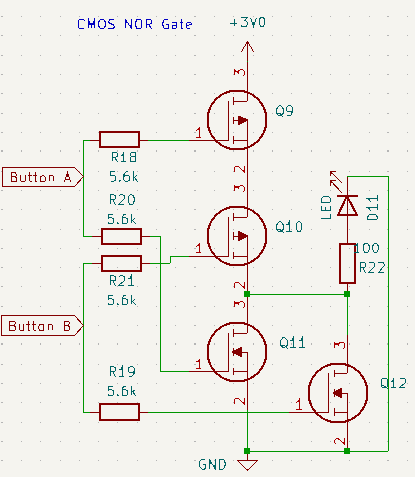 CMOS NOR Gate
+3V0
3
Q9
1
R18
5.6k
2
Button A
3
R20
5.6k
LED
D11
Q10
1
100
R22
R21
5.6k
2
3
Button B
Q11
3
1
R19
5.6k
Q12
2
1
2
GND